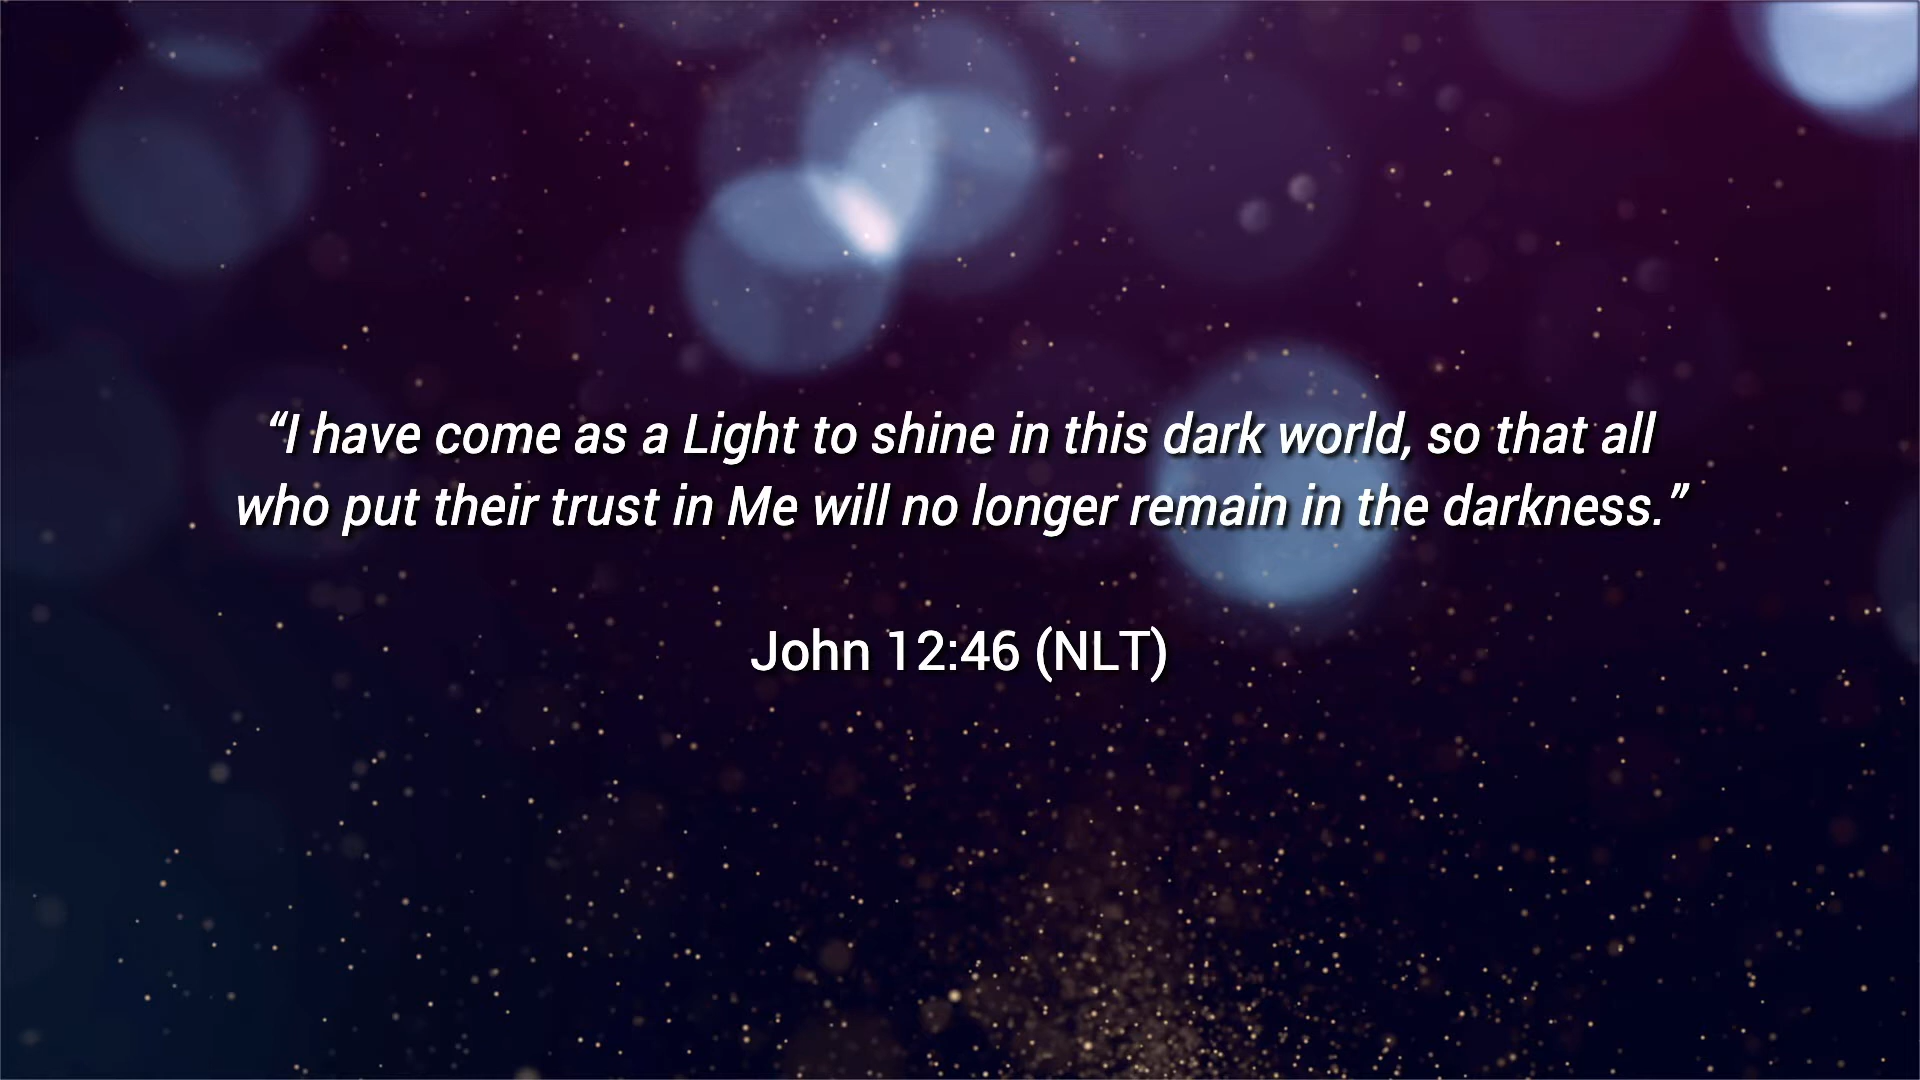 “I have come as a Light to shine in this dark world, so that all
who put their trust in Me will no longer remain in the darkness.”
John 12:46 (NLT)